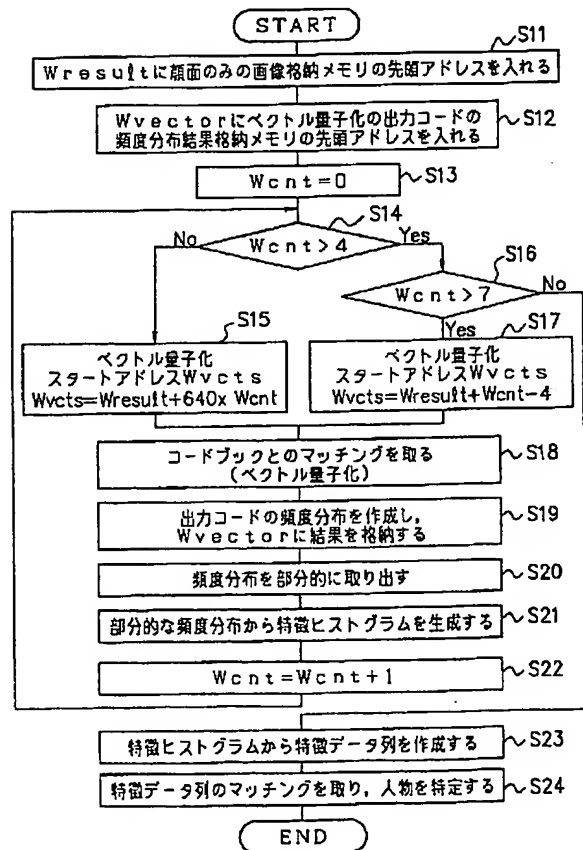 START
S11
Wresultに顔面のみの画像格納メモリの先頭アドレスを入れる
Wvectorにベクトル量子化の出力コードの
頻度分布結果格納メモリの先頭アドレスを入れる
S12
Wcnt=0
S13
S14
No
Wcnt>4
Yes
S16
Wcnt>7
No
Yes
S15
ベクトル量子化
スタートアドレスWvcts
Wvcts=Wresult+640x Wcnt
S17
ベクトル量子化
スタートアドレスWvcts
Wvcts=Wresult+Wcnt-4
コードブックとのマッチングを取る
(ベクトル量子化)
S18
出力コードの頻度分布を作成し,
Wvectorに結果を格納する
S19
頻度分布を部分的に取り出す
S20
部分的な頻度分布から特徴ヒストグラムを生成する
S21
Wcnt=Wcnt+1
S22
特徴ヒストグラムから特徴データ列を作成する
S23
特徴データ列のマッチングを取り,人物を特定する
S24
END